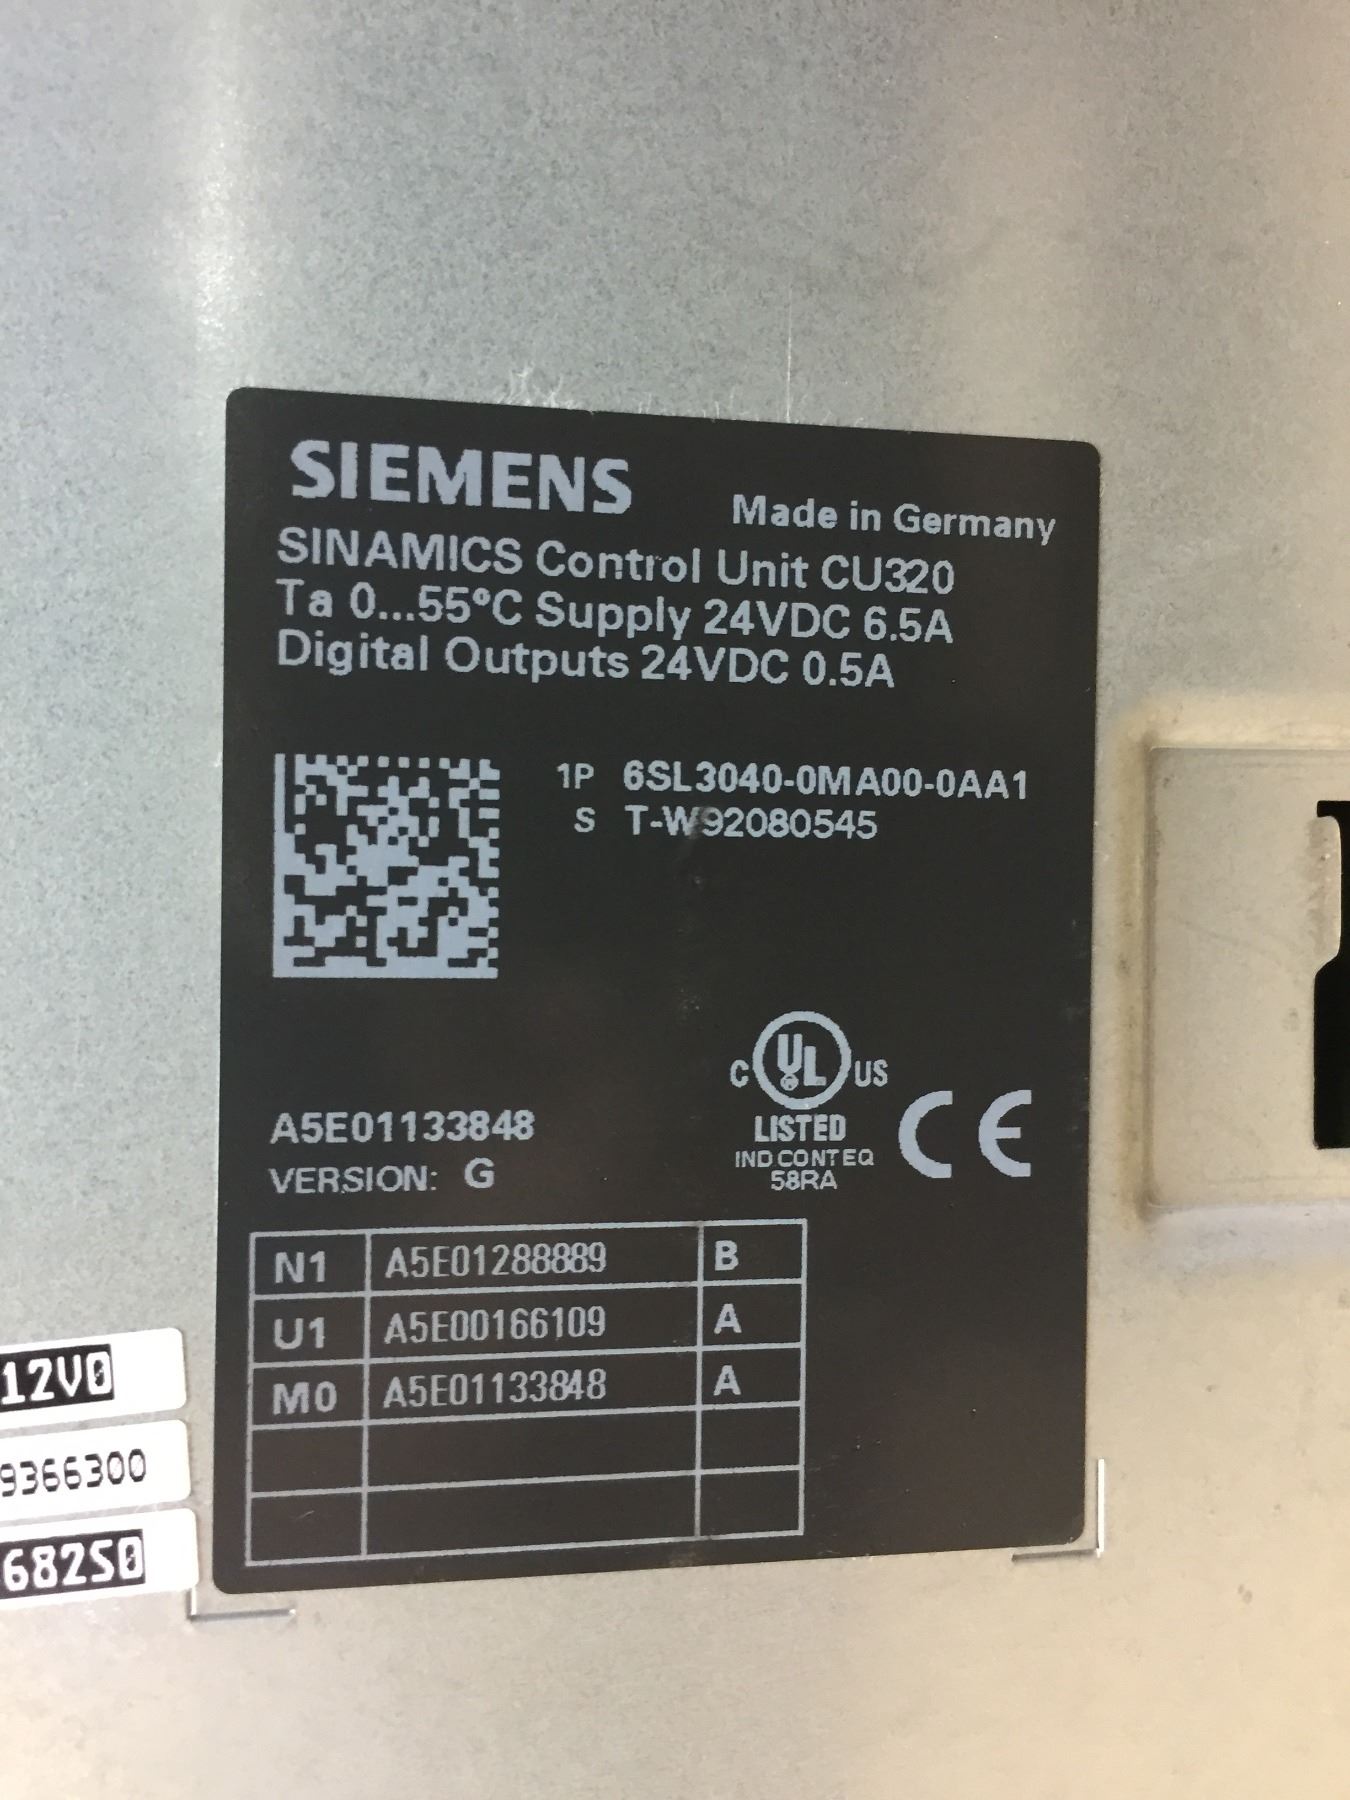 SIEMENS
Made in Germany
SINAMICS Control Unit CU320
Ta 0...55°C Supply 24VDC 6.5A
Digital Outputs 24VDC 0.5A
1P 6SL3040-0MA00-0AA1
S T-W92080545
C UL US
LISTED
IND CONT EQ
58RA
CE
A5E01133848
VERSION: G
N1 A5E01288889 B
U1 A5E00166109 A
M0 A5E01133848 A
12V0
9366300
682S0